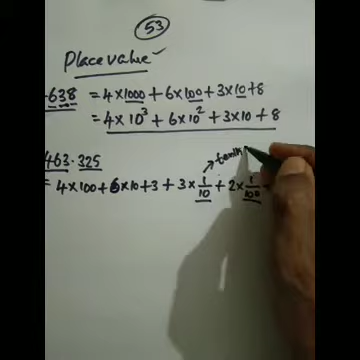 53
Place value
4638 = 4×1000 + 6×100 + 3×10+8
= 4×10³ + 6×10² + 3×10 + 8
463.325
tenth
= 4×100+6×10+3 + 3×1/10 + 2×1/100 +